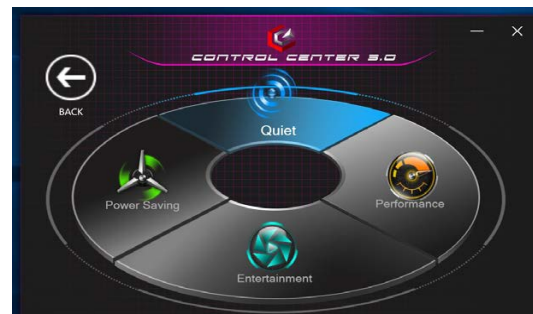 CONTROL CENTER 3.0
BACK
Quiet
Power Saving
Performance
Entertainment